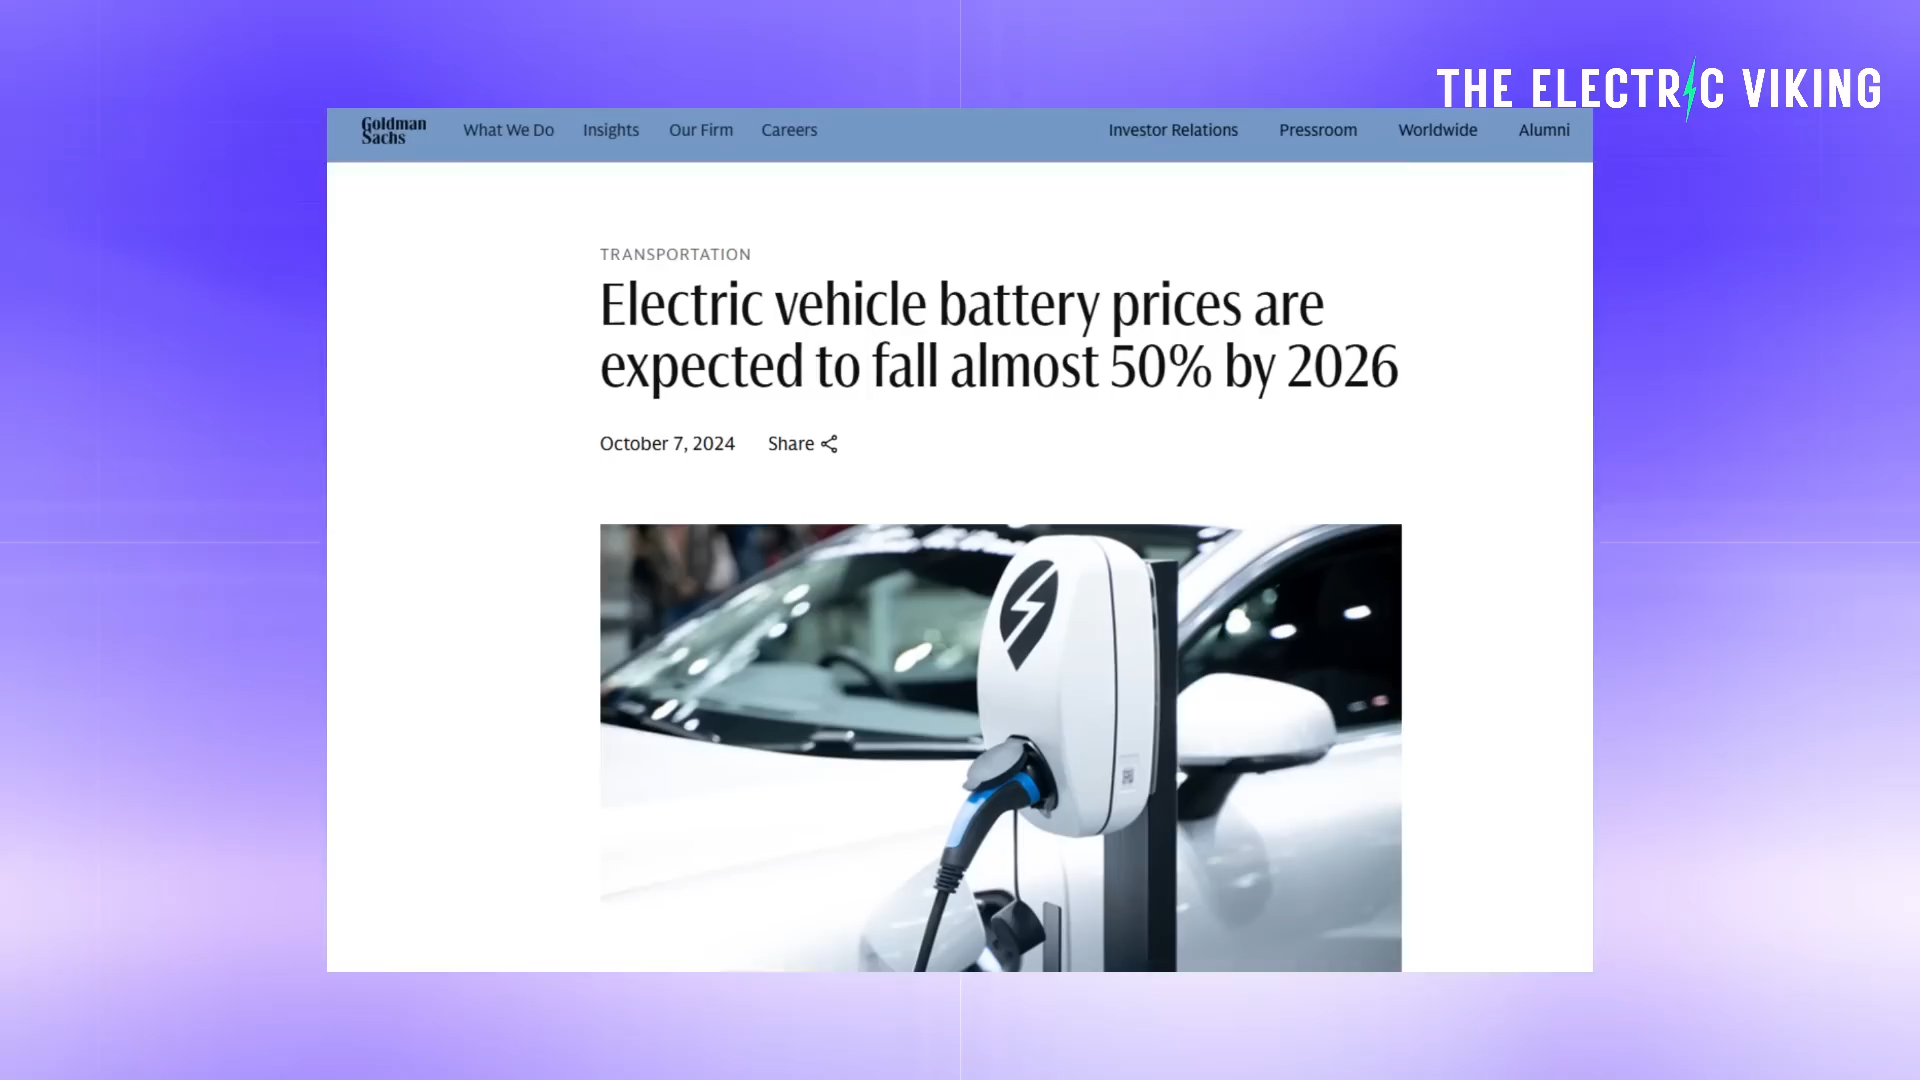 THE ELECTRIC VIKING
Goldman
Sachs
What We Do
Insights
Our Firm
Careers
Investor Relations
Pressroom
Worldwide
Alumni
TRANSPORTATION
Electric vehicle battery prices are
expected to fall almost 50% by 2026
October 7, 2024
Share